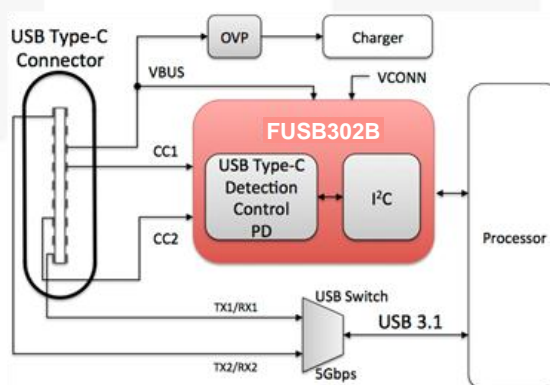 USB Type-C
Connector
OVP
Charger
VBUS
VCONN
FUSB302B
CC1
USB Type-C
Detection
Control
PD
I²C
CC2
Processor
USB Switch
TX1/RX1
USB 3.1
TX2/RX2
5Gbps